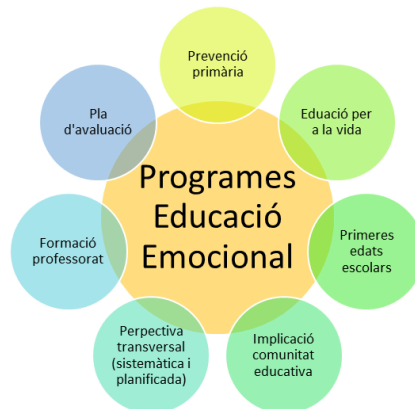 Prevenció
primària
Eduació per
a la vida
Primeres
edats
escolars
Implicació
comunitat
educativa
Perpectiva
transversal
(sistemàtica i
planificada)
Formació
professorat
Pla
d'avaluació
Programes
Educació
Emocional